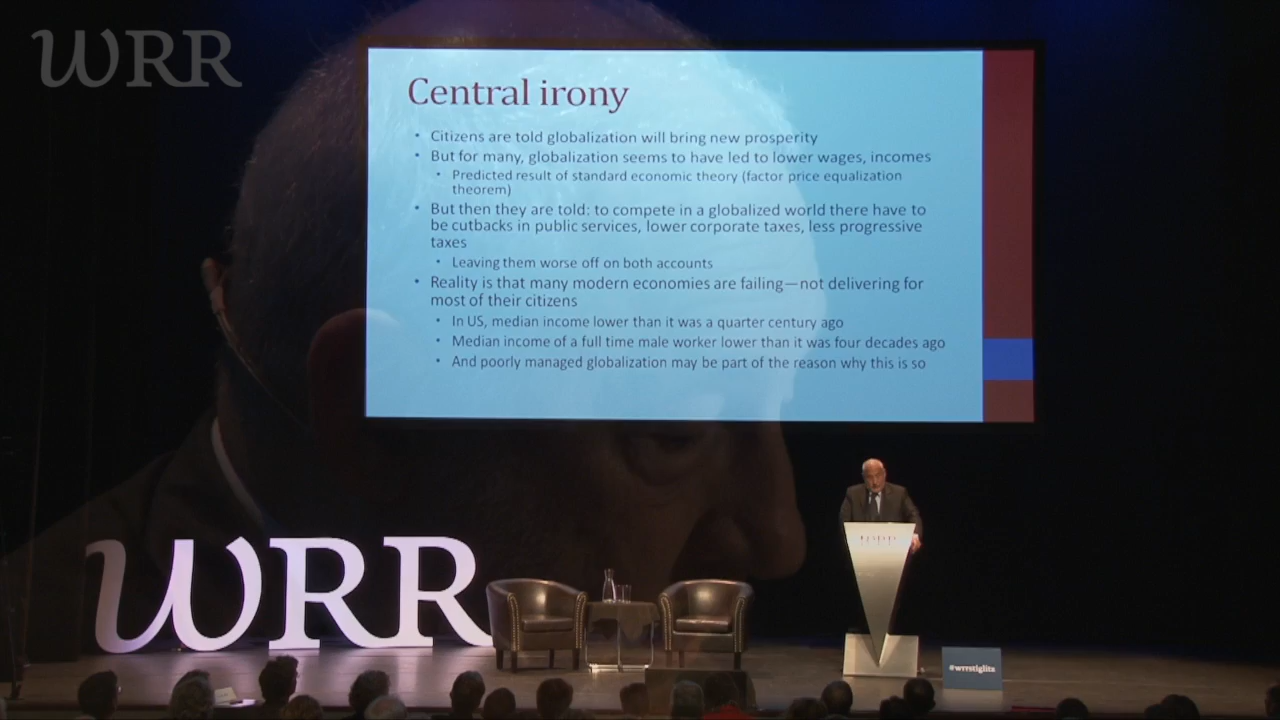 WRR
Central irony
• Citizens are told globalization will bring new prosperity
• But for many, globalization seems to have led to lower wages, incomes
• Predicted result of standard economic theory (factor price equalization
theorem)
• But then they are told: to compete in a globalized world there have to
be cutbacks in public services, lower corporate taxes, less progressive
taxes
• Leaving them worse off on both accounts
• Reality is that many modern economies are failing—not delivering for
most of their citizens
• In US, median income lower than it was a quarter century ago
• Median income of a full time male worker lower than it was four decades ago
• And poorly managed globalization may be part of the reason why this is so
WRR
WRR
#wrrstiglitz